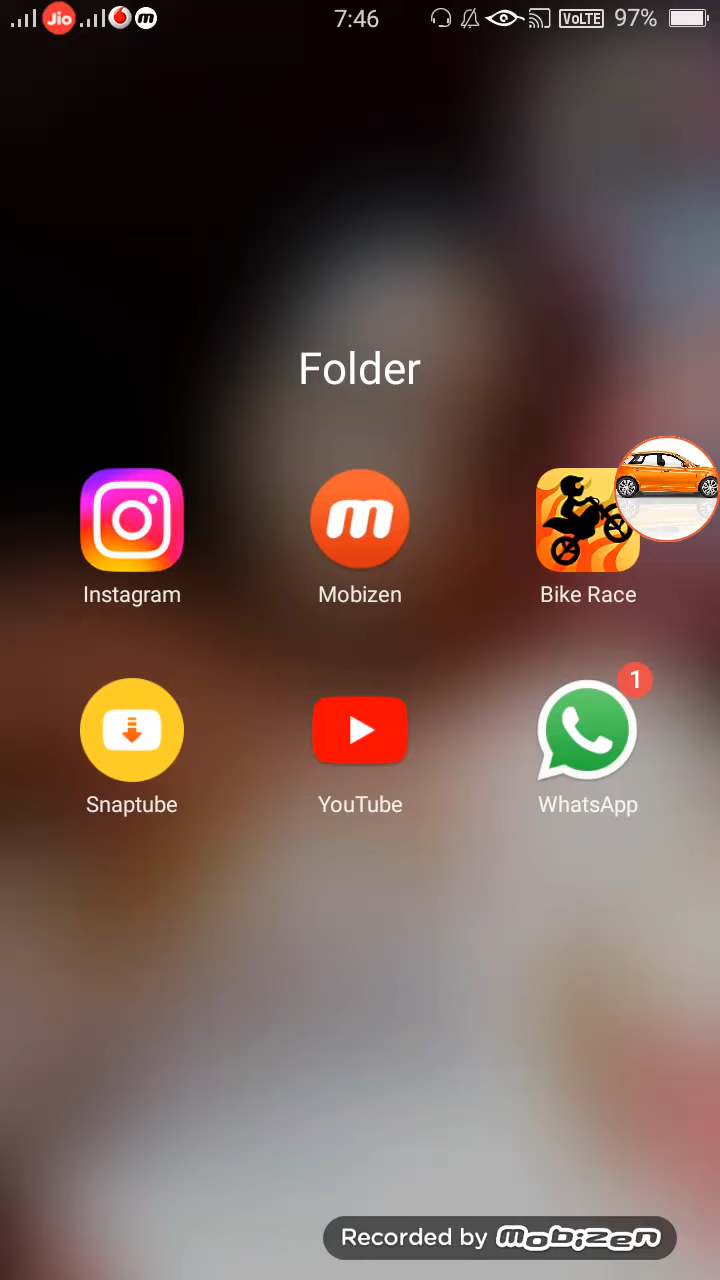 Jio 7:46 VoLTE 97%
Folder
Instagram Mobizen Bike Race
1
Snaptube YouTube WhatsApp
Recorded by mobizen